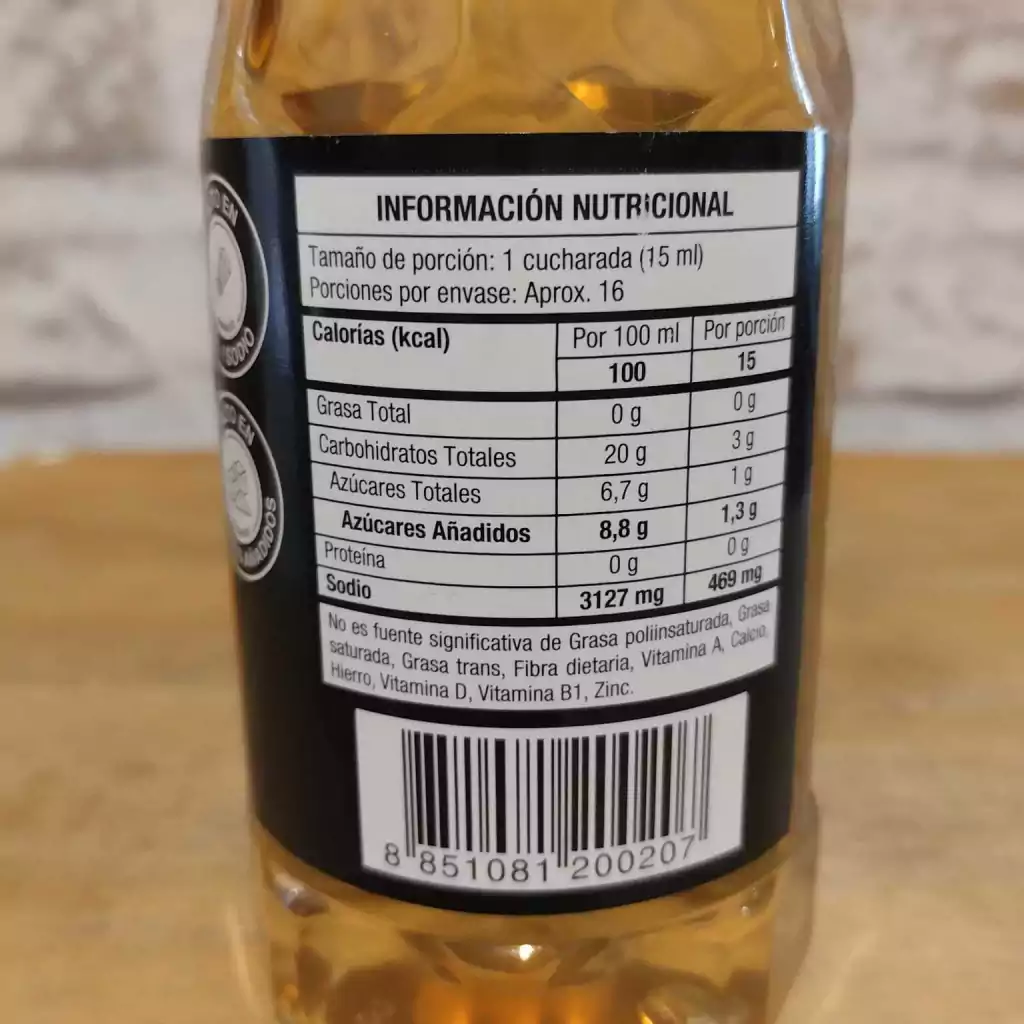 INFORMACIÓN NUTRICIONAL
Tamaño de porción: 1 cucharada (15 ml)
Porciones por envase: Aprox. 16
Calorías (kcal) Por 100 ml Por porción
100 15
Grasa Total 0 g 0 g
Carbohidratos Totales 20 g 3 g
Azúcares Totales 6,7 g 1 g
Azúcares Añadidos 8,8 g 1,3 g
Proteína 0 g 0 g
Sodio 3127 mg 469 mg
No es fuente significativa de Grasa poliinsaturada, Grasa
saturada, Grasa trans, Fibra dietaria, Vitamina A, Calcio,
Hierro, Vitamina D, Vitamina B1, Zinc.
8 851081 200207
EN
SODIO
EN